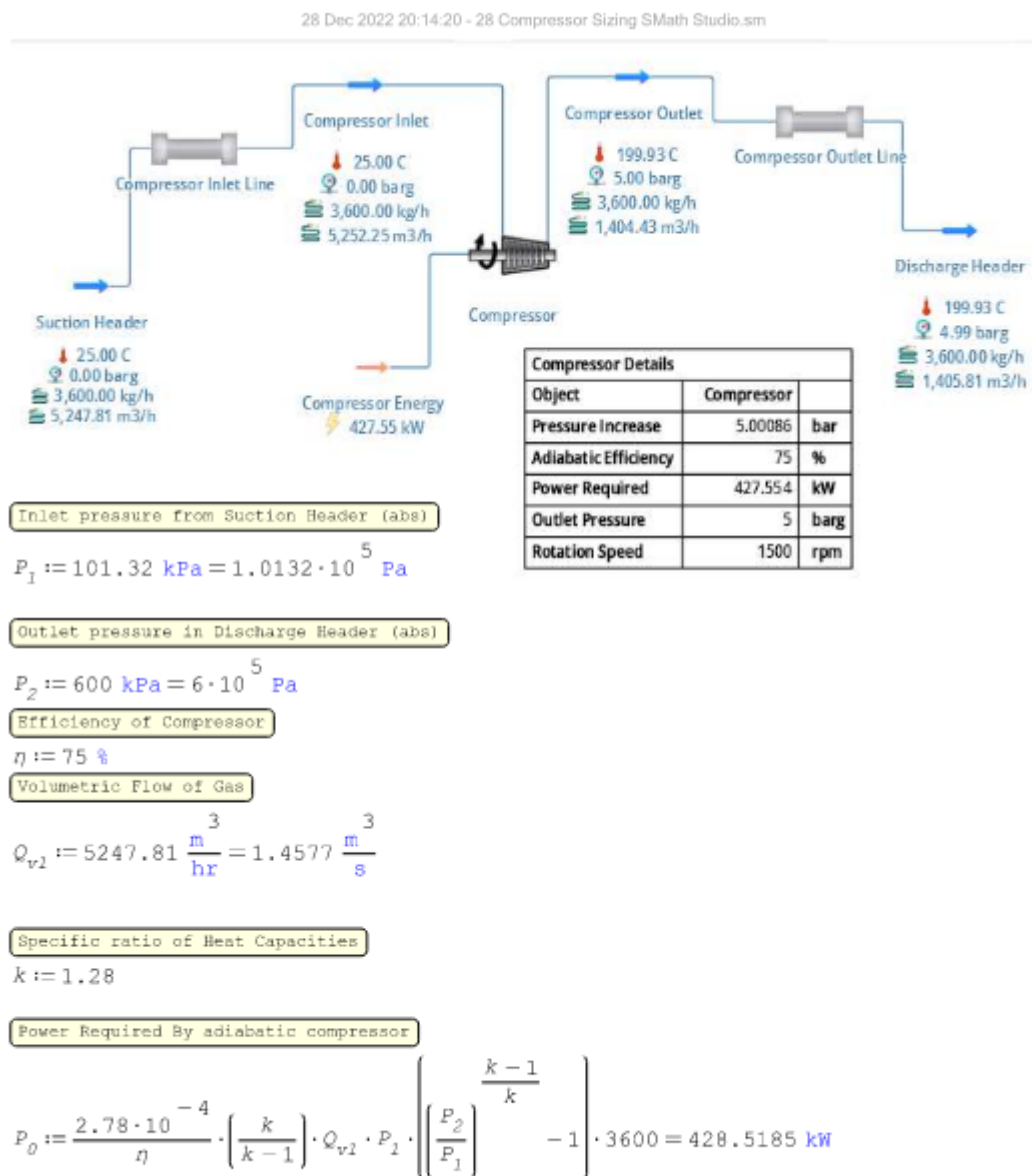 28 Dec 2022 20:14:20 - 28 Compressor Sizing SMath Studio.sm
Compressor Inlet
25.00 C
0.00 barg
3,600.00 kg/h
5,252.25 m3/h
Compressor Outlet
199.93 C
5.00 barg
3,600.00 kg/h
1,404.43 m3/h
Compressor Inlet Line
Comrpessor Outlet Line
Suction Header
25.00 C
0.00 barg
3,600.00 kg/h
5,247.81 m3/h
Compressor
Discharge Header
199.93 C
4.99 barg
3,600.00 kg/h
1,405.81 m3/h
Compressor Energy
427.55 kW
Compressor Details
Object Compressor
Pressure Increase 5.00086 bar
Adiabatic Efficiency 75 %
Power Required 427.554 kW
Outlet Pressure 5 barg
Rotation Speed 1500 rpm
Inlet pressure from Suction Header (abs)
P₁ := 101.32 kPa = 1.0132·10⁵ Pa
Outlet pressure in Discharge Header (abs)
P₂ := 600 kPa = 6·10⁵ Pa
Efficiency of Compressor
η := 75 %
Volumetric Flow of Gas
Q_v1 := 5247.81 m³/hr = 1.4577 m³/s
Specific ratio of Heat Capacities
k := 1.28
Power Required By adiabatic compressor
P₀ := 2.78·10⁻⁴/η · (k/(k−1)) · Q_v1 · P₁ · ((P₂/P₁)^((k−1)/k) − 1) · 3600 = 428.5185 kW